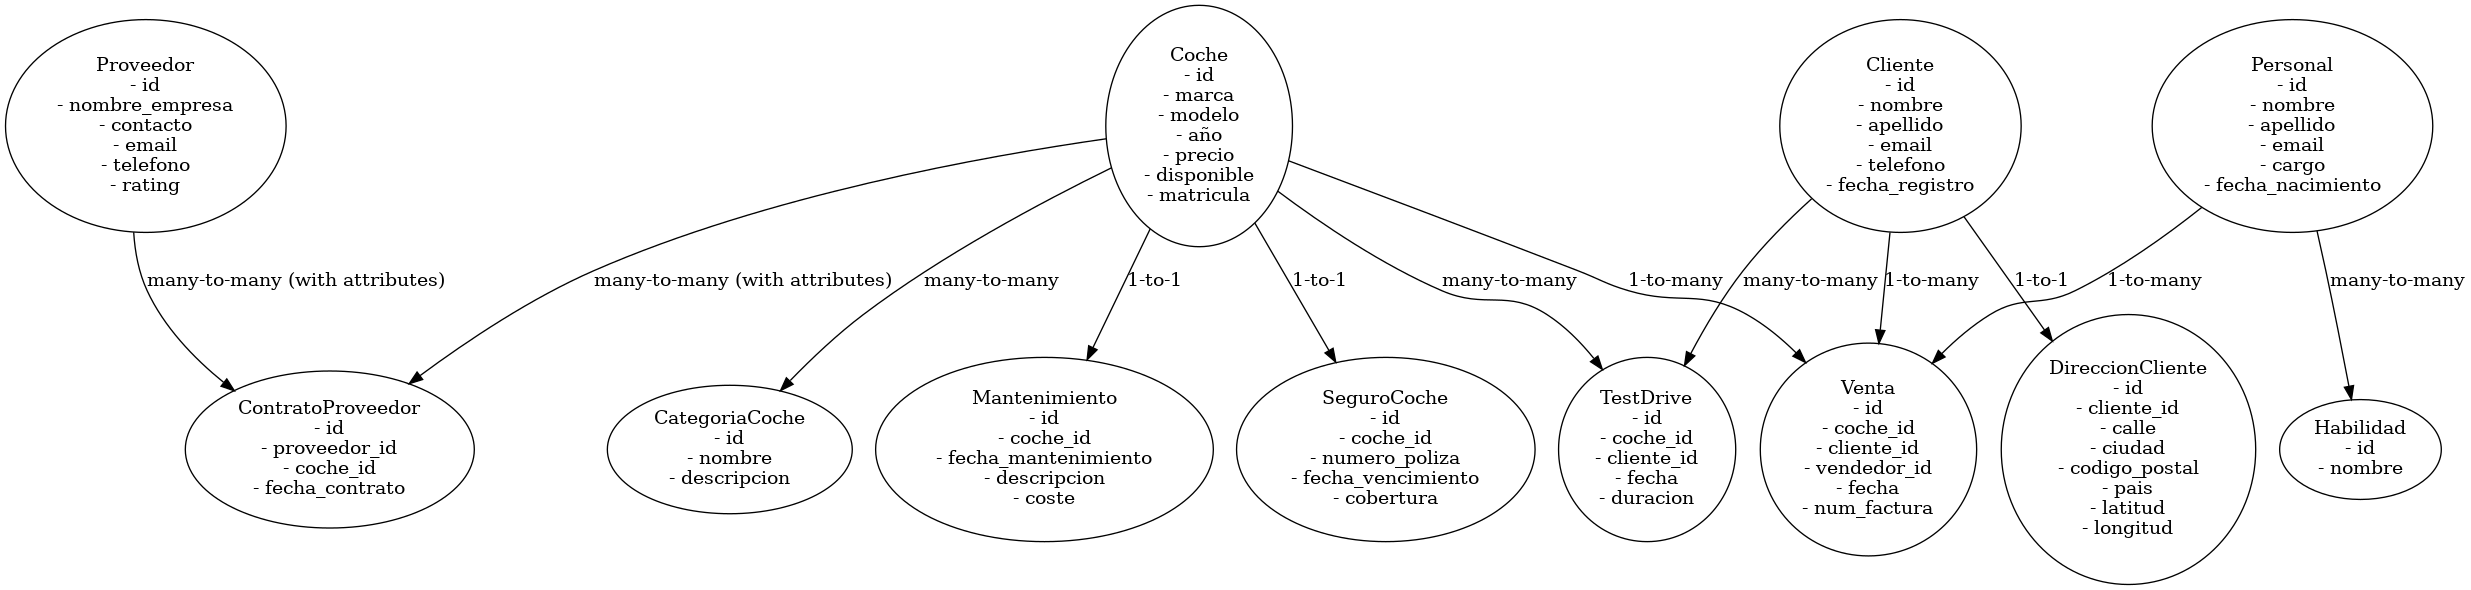 Proveedor
- id
- nombre_empresa
- contacto
- email
- telefono
- rating
Coche
- id
- marca
- modelo
- año
- precio
- disponible
- matricula
Cliente
- id
- nombre
- apellido
- email
- telefono
- fecha_registro
Personal
- id
- nombre
- apellido
- email
- cargo
- fecha_nacimiento
many-to-many (with attributes)
many-to-many (with attributes)
many-to-many
1-to-1
1-to-1
many-to-many
1-to-many
many-to-many
1-to-many
1-to-1
1-to-many
many-to-many
ContratoProveedor
- id
- proveedor_id
- coche_id
- fecha_contrato
CategoriaCoche
- id
- nombre
- descripcion
Mantenimiento
- id
- coche_id
- fecha_mantenimiento
- descripcion
- coste
SeguroCoche
- id
- coche_id
- numero_poliza
- fecha_vencimiento
- cobertura
TestDrive
- id
- coche_id
- cliente_id
- fecha
- duracion
Venta
- id
- coche_id
- cliente_id
- vendedor_id
- fecha
- num_factura
DireccionCliente
- id
- cliente_id
- calle
- ciudad
- codigo_postal
- pais
- latitud
- longitud
Habilidad
- id
- nombre